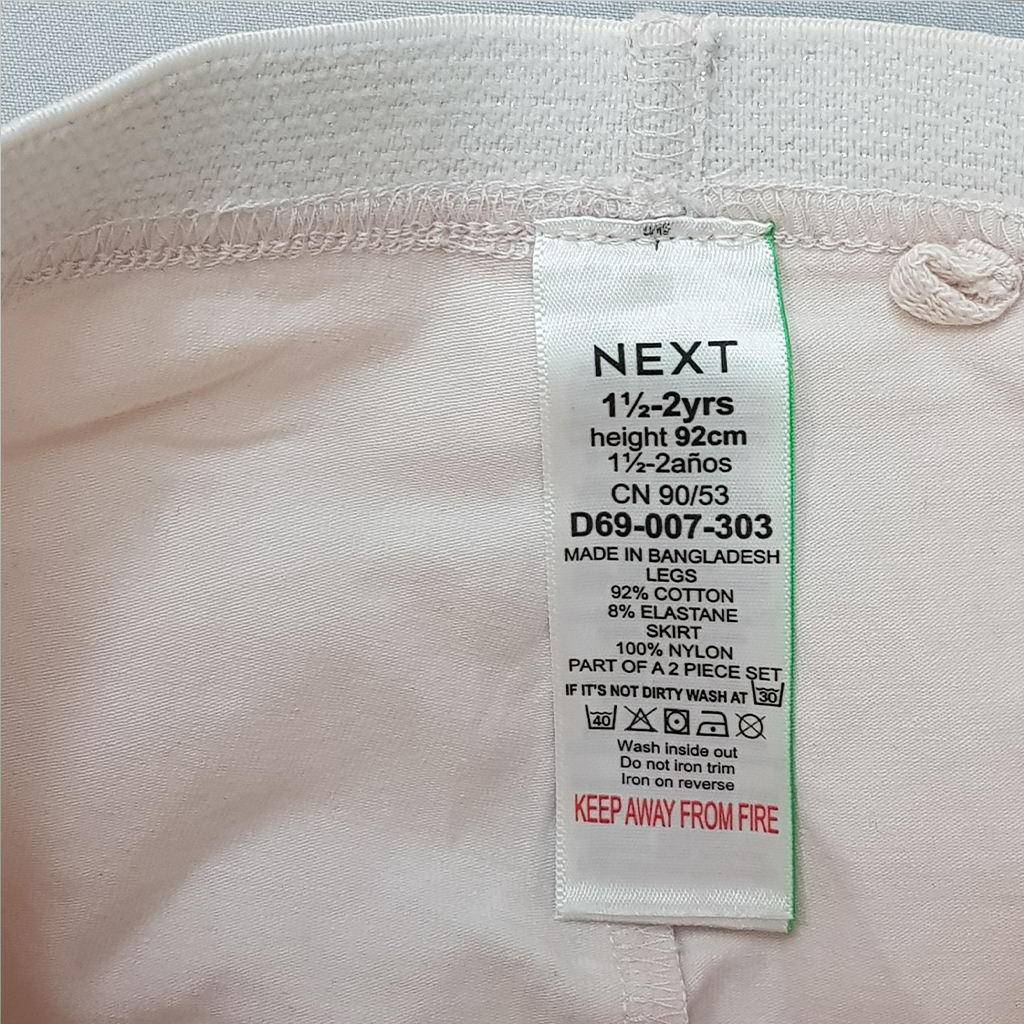 NEXT
1½-2yrs
height 92cm
1½-2años
CN 90/53
D69-007-303
MADE IN BANGLADESH
LEGS
92% COTTON
8% ELASTANE
SKIRT
100% NYLON
PART OF A 2 PIECE SET
IF IT'S NOT DIRTY WASH AT 30
40
Wash inside out
Do not iron trim
Iron on reverse
KEEP AWAY FROM FIRE